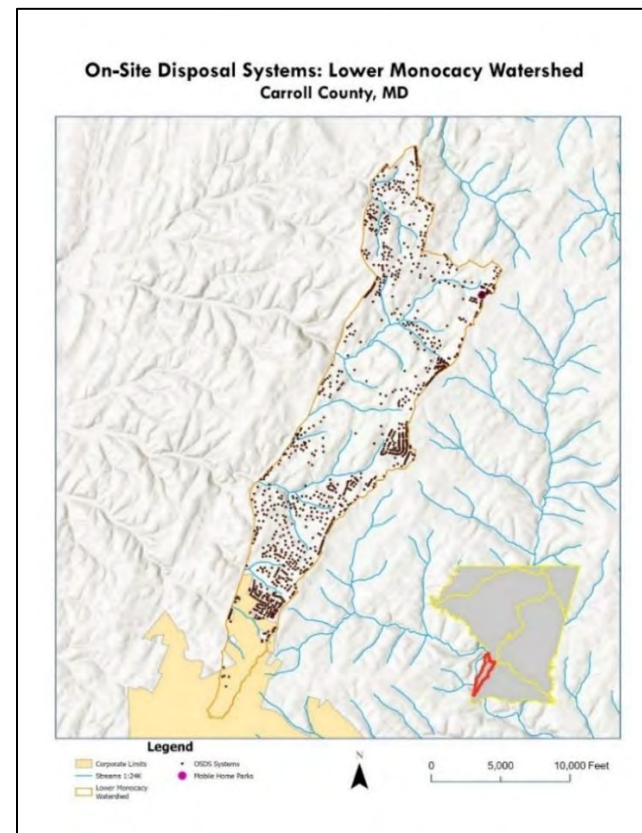 On-Site Disposal Systems: Lower Monocacy Watershed
Carroll County, MD
Legend
Corporate Limits
Streams 1:24K
Lower Monocacy
Watershed
OSDS Systems
Mobile Home Parks
N
0 5,000 10,000 Feet